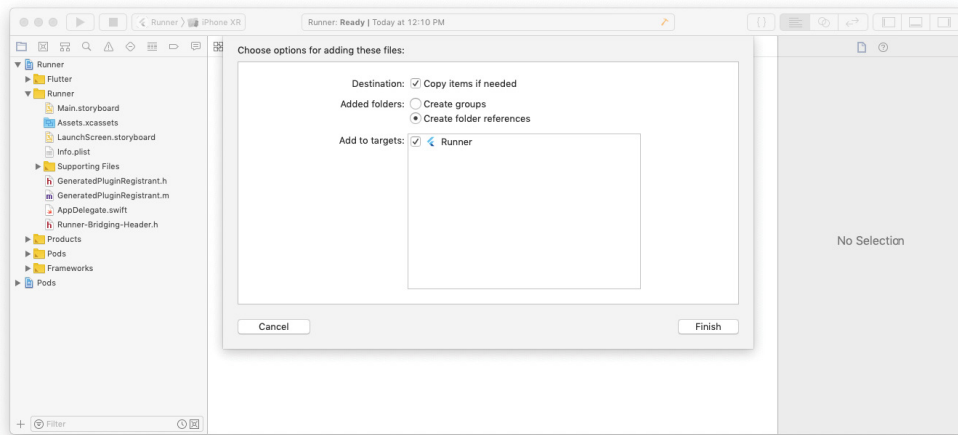 Runner
iPhone XR
Runner: Ready | Today at 12:10 PM
Runner
Flutter
Runner
Main.storyboard
Assets.xcassets
LaunchScreen.storyboard
Info.plist
Supporting Files
GeneratedPluginRegistrant.h
GeneratedPluginRegistrant.m
AppDelegate.swift
Runner-Bridging-Header.h
Products
Pods
Frameworks
Pods
Filter
Choose options for adding these files:
Destination: Copy items if needed
Added folders: Create groups
Create folder references
Add to targets: Runner
Cancel
Finish
No Selection